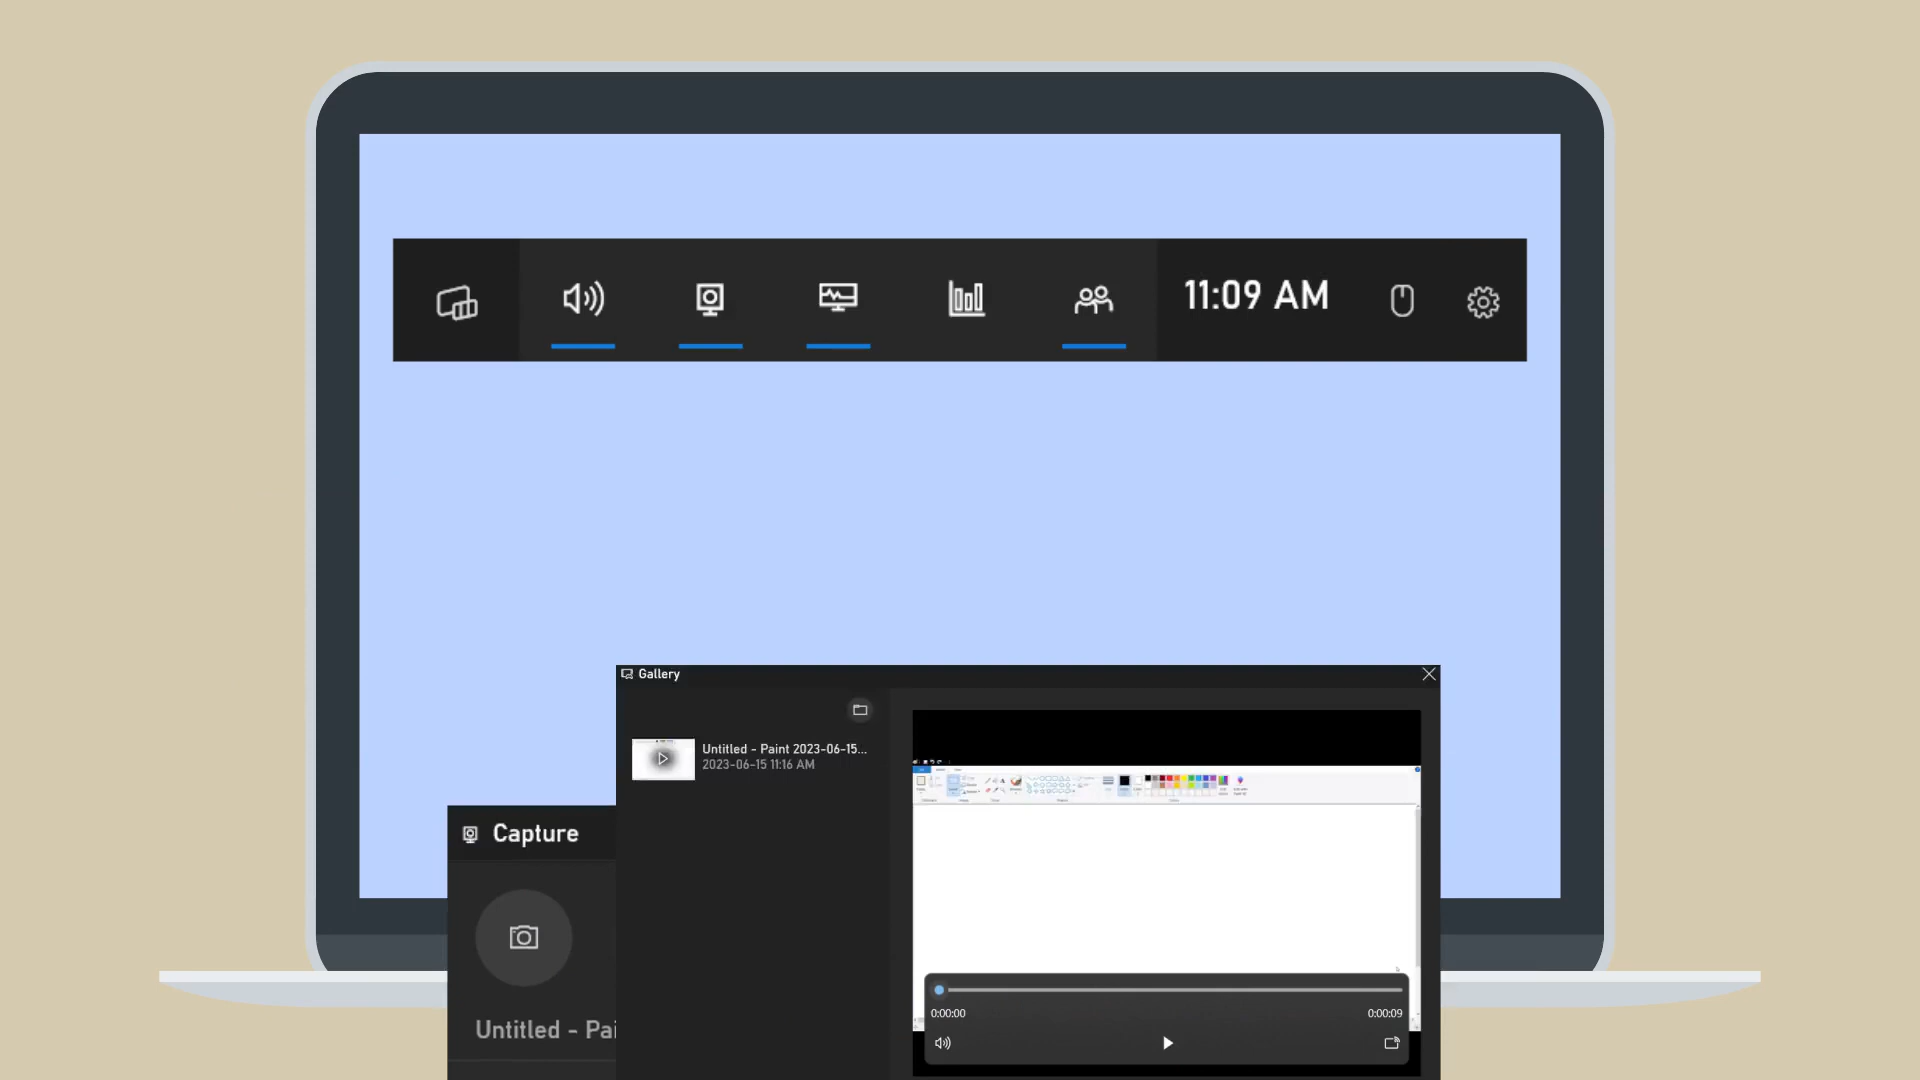 11:09 AM
Gallery
Untitled - Paint 2023-06-15...
2023-06-15 11:16 AM
Capture
Untitled - Pai
0:00:00
0:00:09